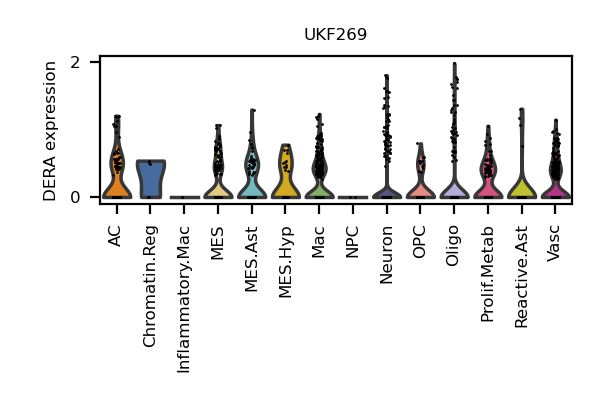 UKF269
DERA expression
2
0
AC
Chromatin.Reg
Inflammatory.Mac
MES
MES.Ast
MES.Hyp
Mac
NPC
Neuron
OPC
Oligo
Prolif.Metab
Reactive.Ast
Vasc